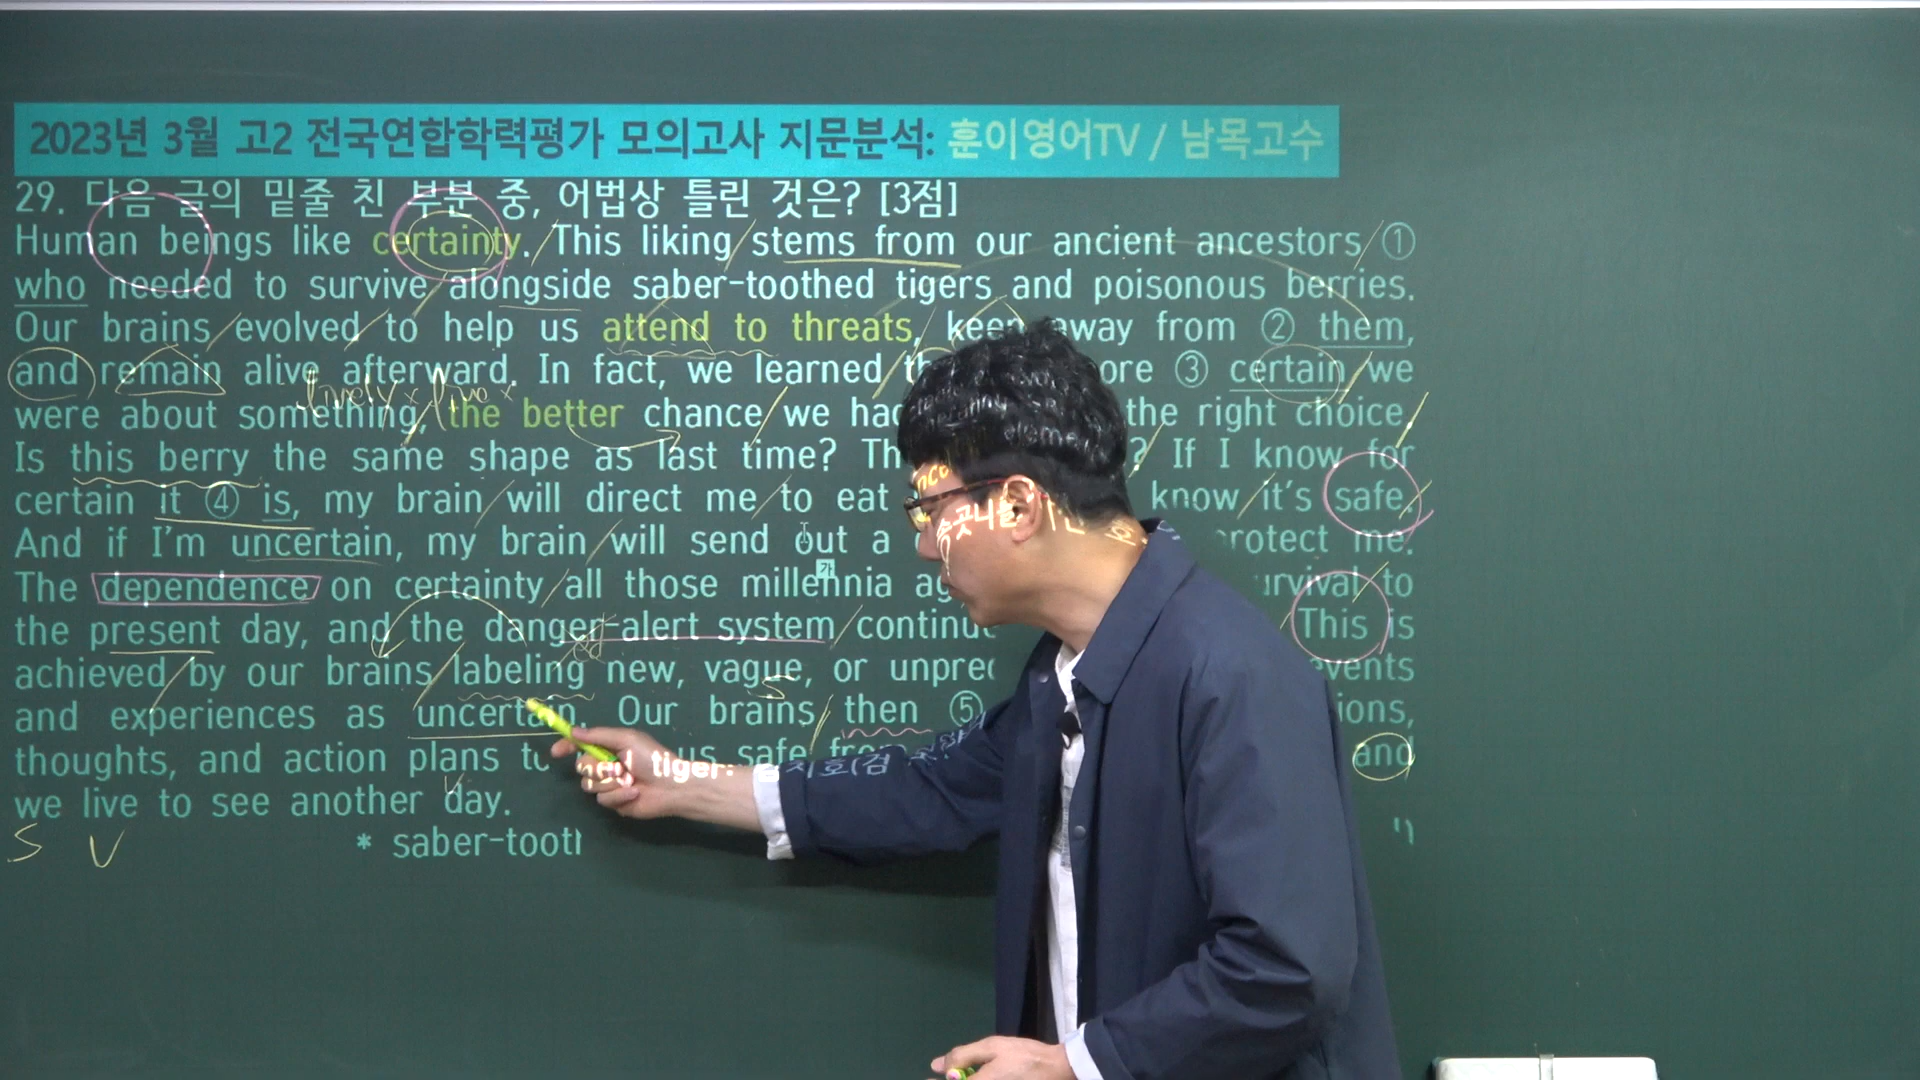 2023년 3월 고2 전국연합학력평가 모의고사 지문분석: 훈이영어TV / 남목고수
29. 다음 글의 밑줄 친 부분 중, 어법상 틀린 것은? [3점]
Human beings like certainty. This liking stems from our ancient ancestors ①
who needed to survive alongside saber-toothed tigers and poisonous berries.
Our brains evolved to help us attend to threats, keep away from ② them,
and remain alive afterward. In fact, we learned ③ certain we
lively× live×
were about something, the better chance we had the right choice.
Is this berry the same shape as last time? ? If I know for
certain it ④ is, my brain will direct me to eat know it's safe.
And if I'm uncertain, my brain will send out a protect me.
가
The dependence on certainty all those millennia to
the present day, and the danger-alert system This is
achieved by our brains labeling new, vague, or events
S
and experiences as uncertain. Our brains then ⑤
thoughts, and action plans us safe from and
V
we live to see another day.
S V
* saber-tooth tiger: